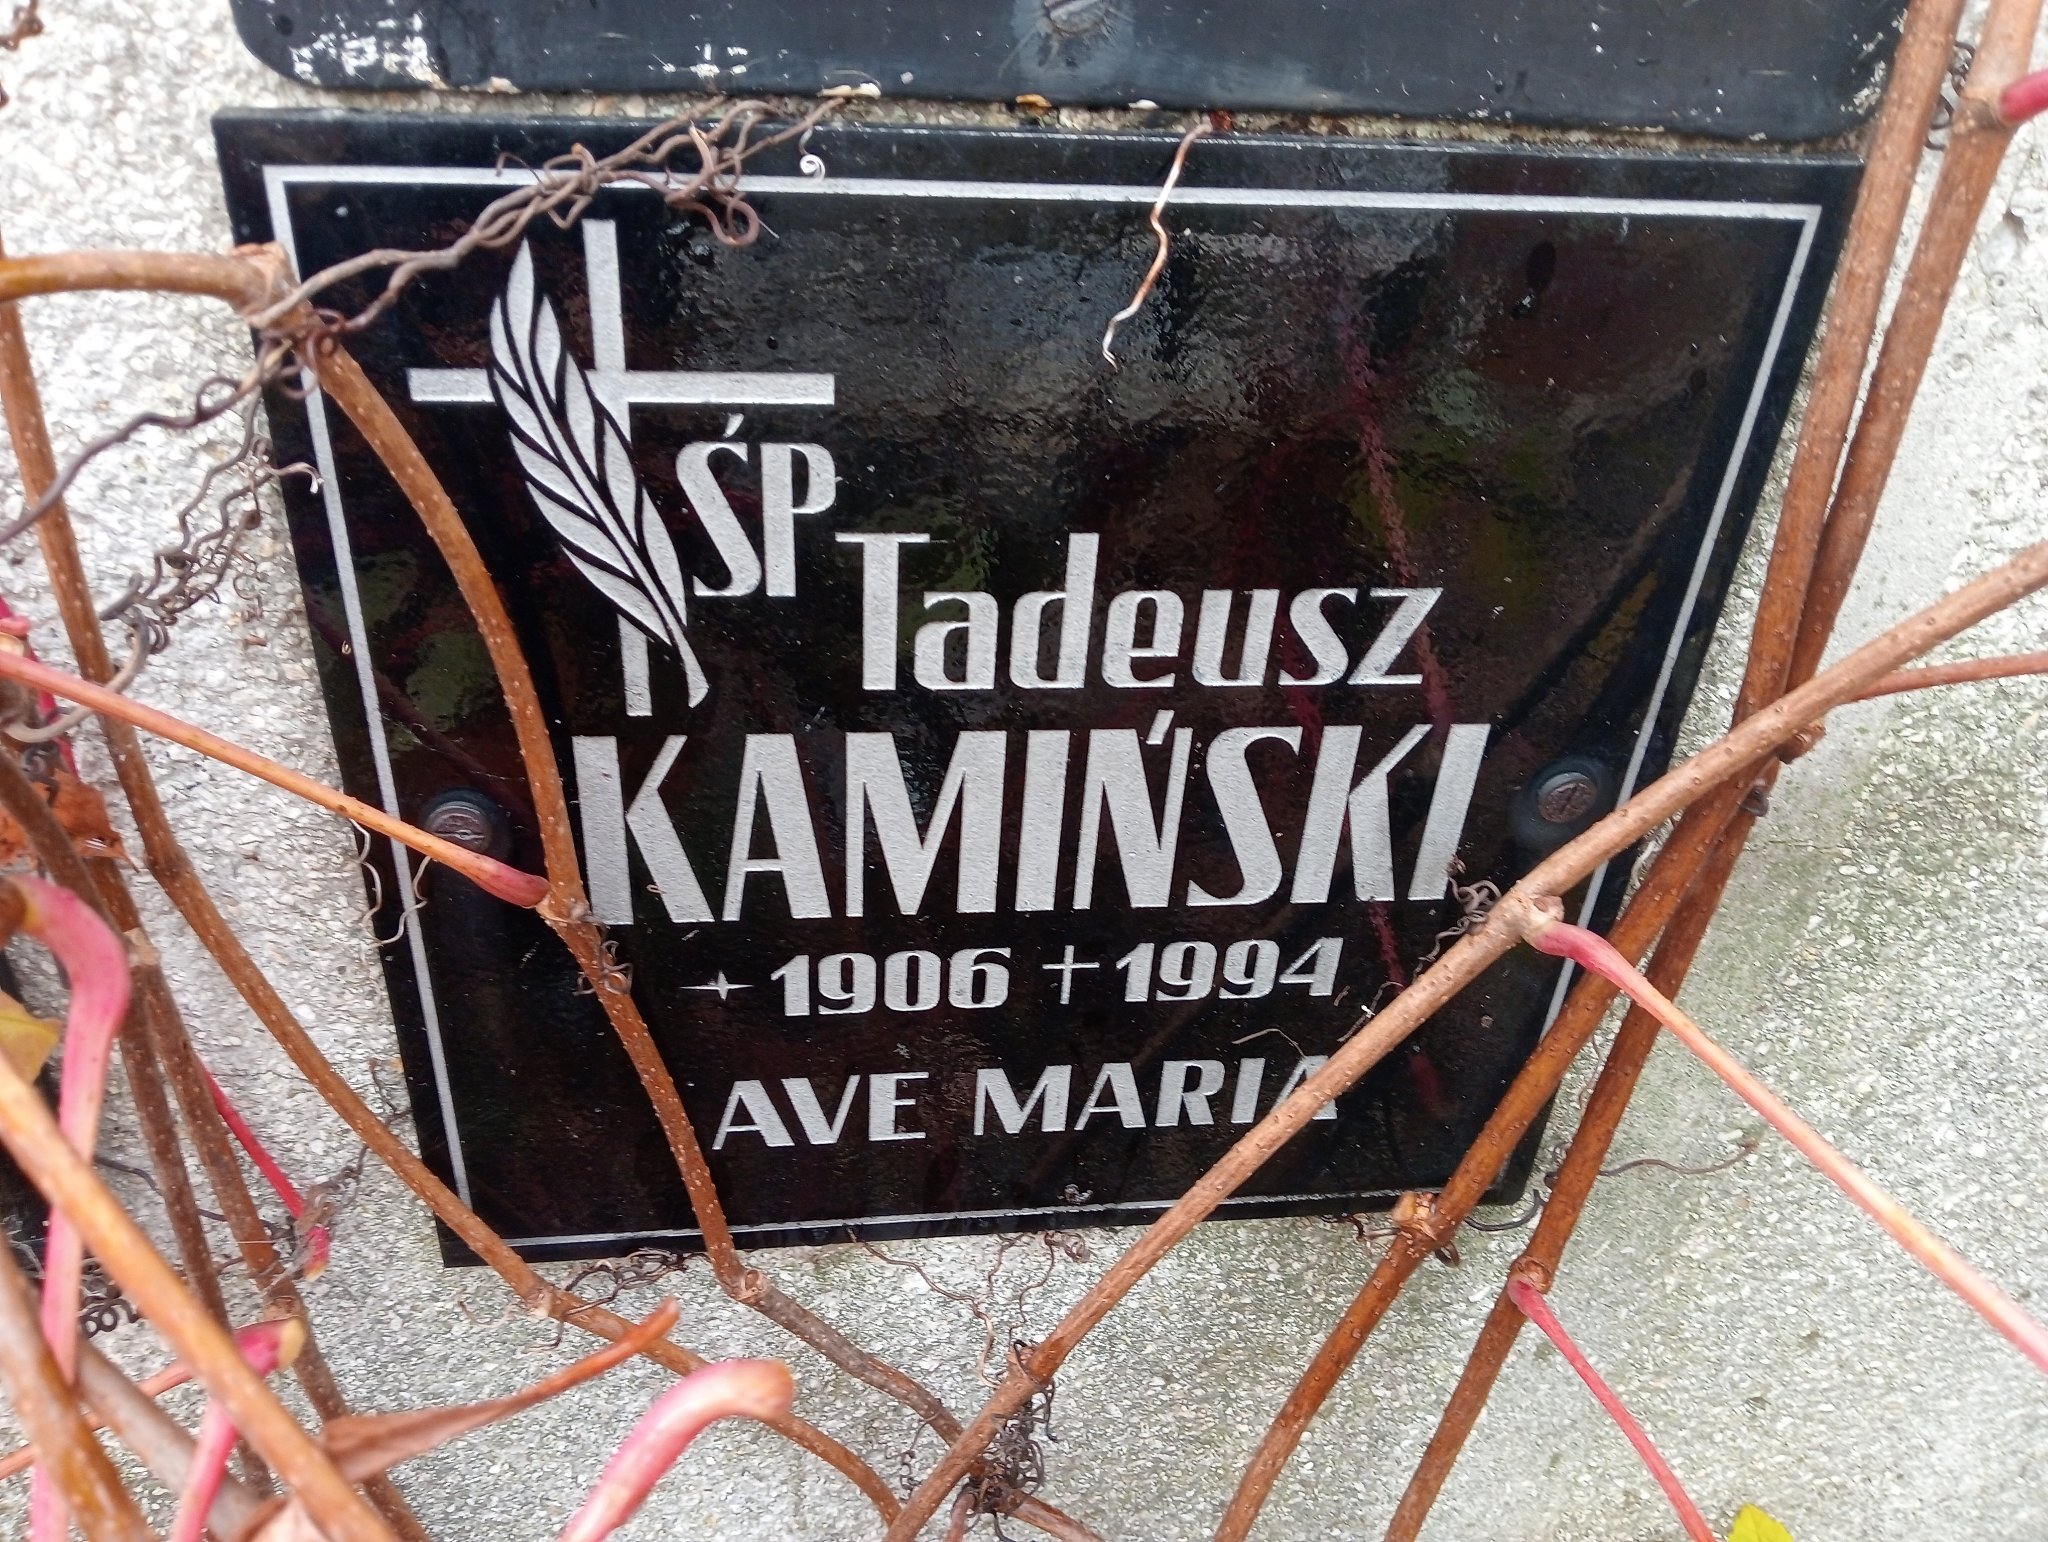 ŚP
Tadeusz
KAMIŃSKI
1906 +1994
AVE MARIA